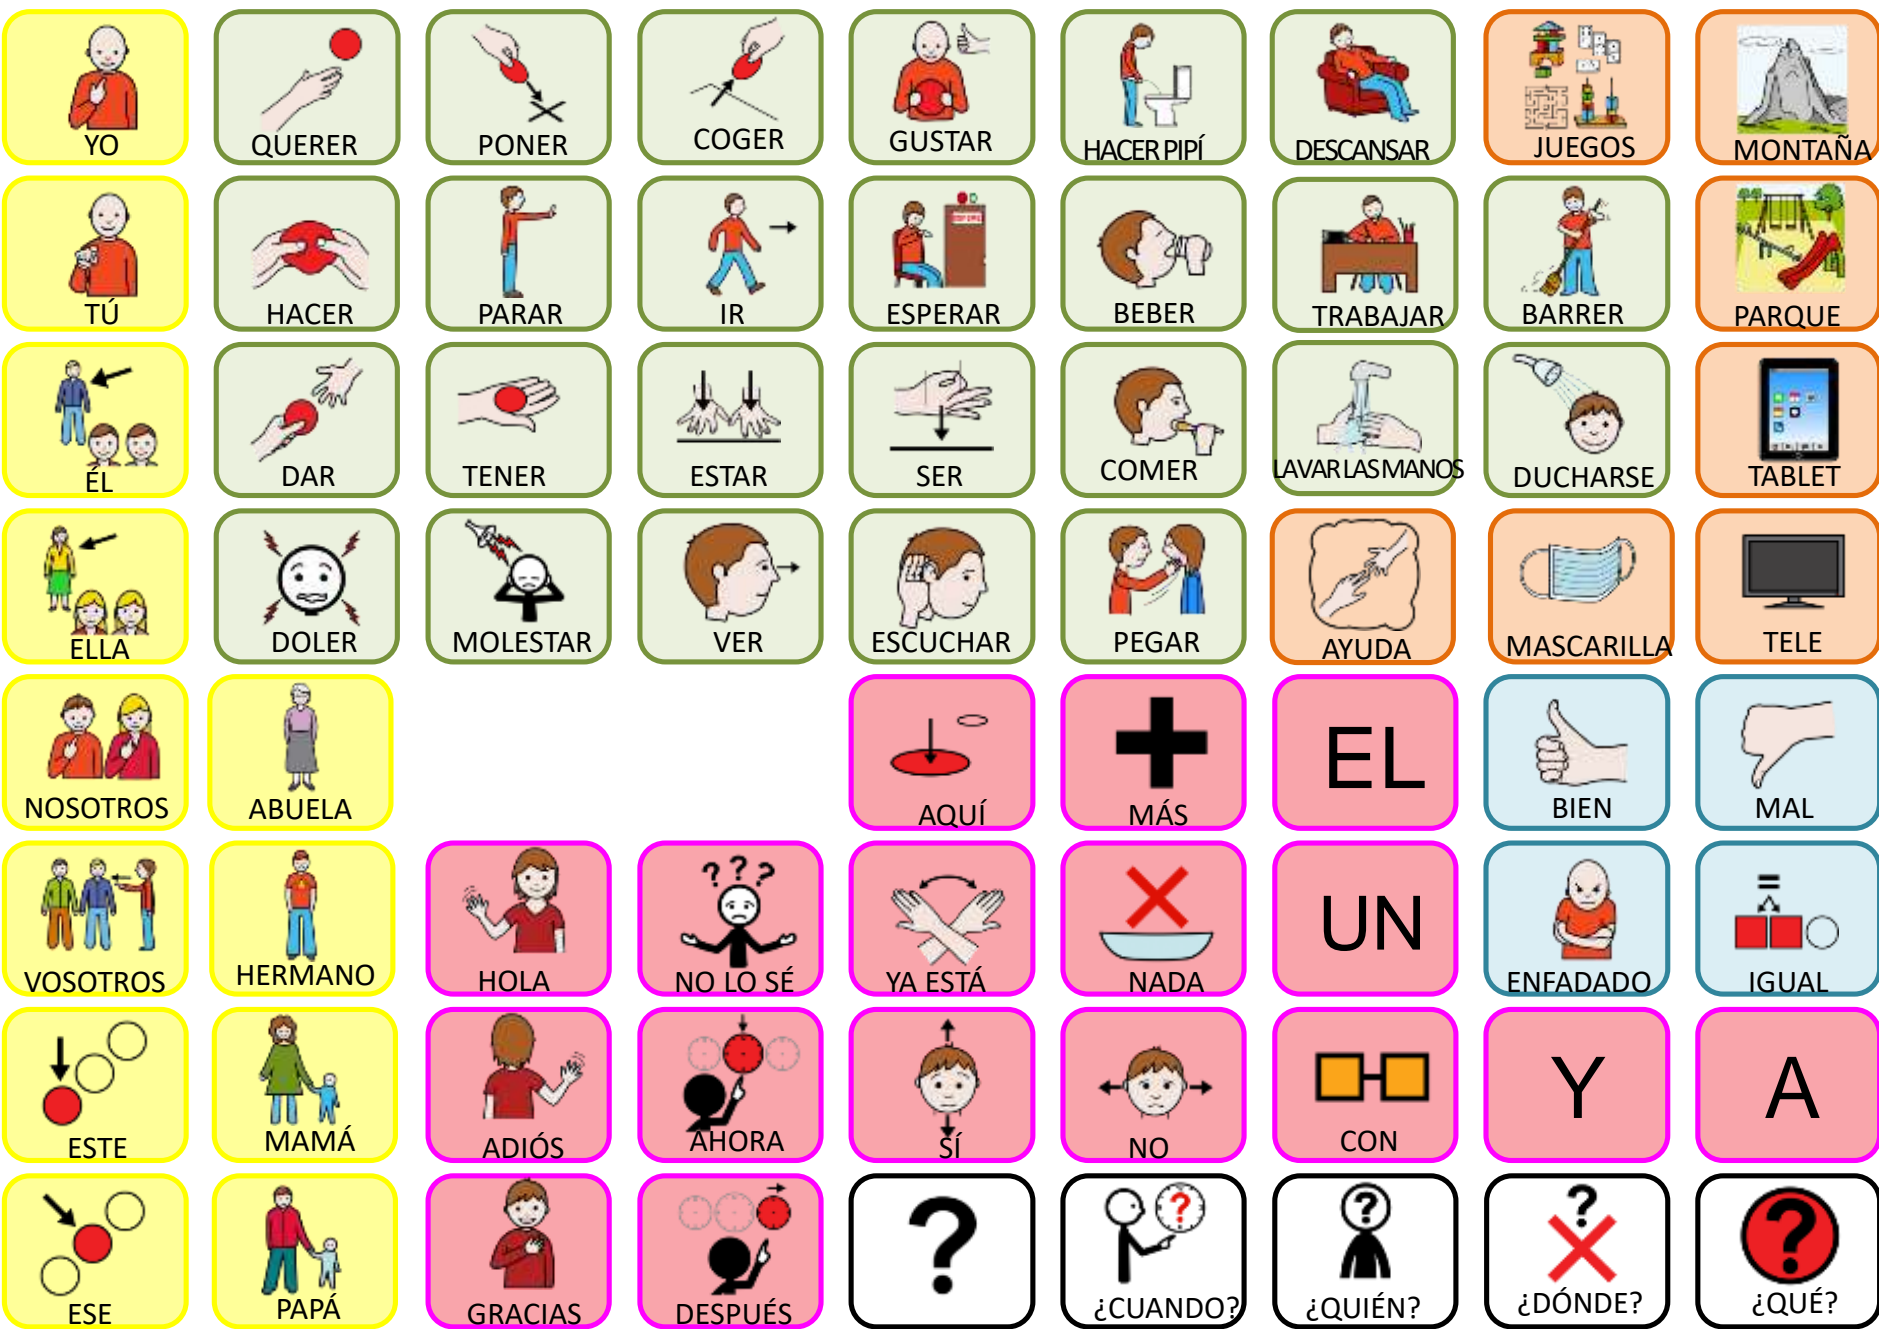 YO
QUERER
PONER
COGER
GUSTAR
HACER PIPÍ
DESCANSAR
JUEGOS
MONTAÑA
TÚ
HACER
PARAR
IR
ESPERAR
BEBER
TRABAJAR
BARRER
PARQUE
ÉL
DAR
TENER
ESTAR
SER
COMER
LAVAR LAS MANOS
DUCHARSE
TABLET
ELLA
DOLER
MOLESTAR
VER
ESCUCHAR
PEGAR
AYUDA
MASCARILLA
TELE
NOSOTROS
ABUELA
AQUÍ
MÁS
EL
BIEN
MAL
VOSOTROS
HERMANO
HOLA
???
NO LO SÉ
YA ESTÁ
NADA
UN
ENFADADO
=
IGUAL
ESTE
MAMÁ
ADIÓS
AHORA
SÍ
NO
CON
Y
A
ESE
PAPÁ
GRACIAS
DESPUÉS
?
?
¿CUANDO?
?
¿QUIÉN?
?
¿DÓNDE?
?
¿QUÉ?